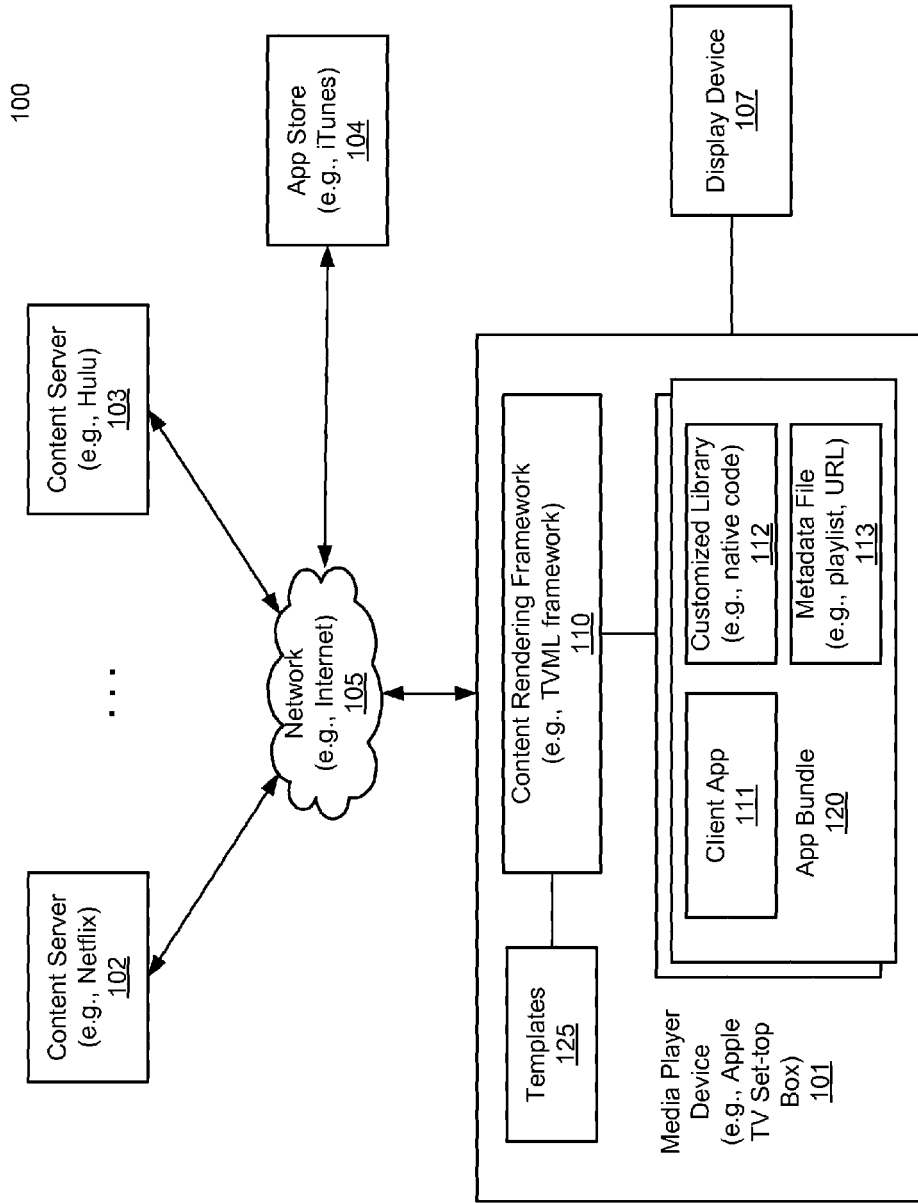 100
Content Server
(e.g., Netflix)
102
. . .
Content Server
(e.g., Hulu)
103
App Store
(e.g., iTunes)
104
Network
(e.g., Internet)
105
Templates
125
Content Rendering Framework
(e.g., TVML framework)
110
Media Player
Device
(e.g., Apple
TV Set-top
Box)
101
Client App
111
App Bundle
120
Customized Library
(e.g., native code)
112
Metadata File
(e.g., playlist, URL)
113
Display Device
107